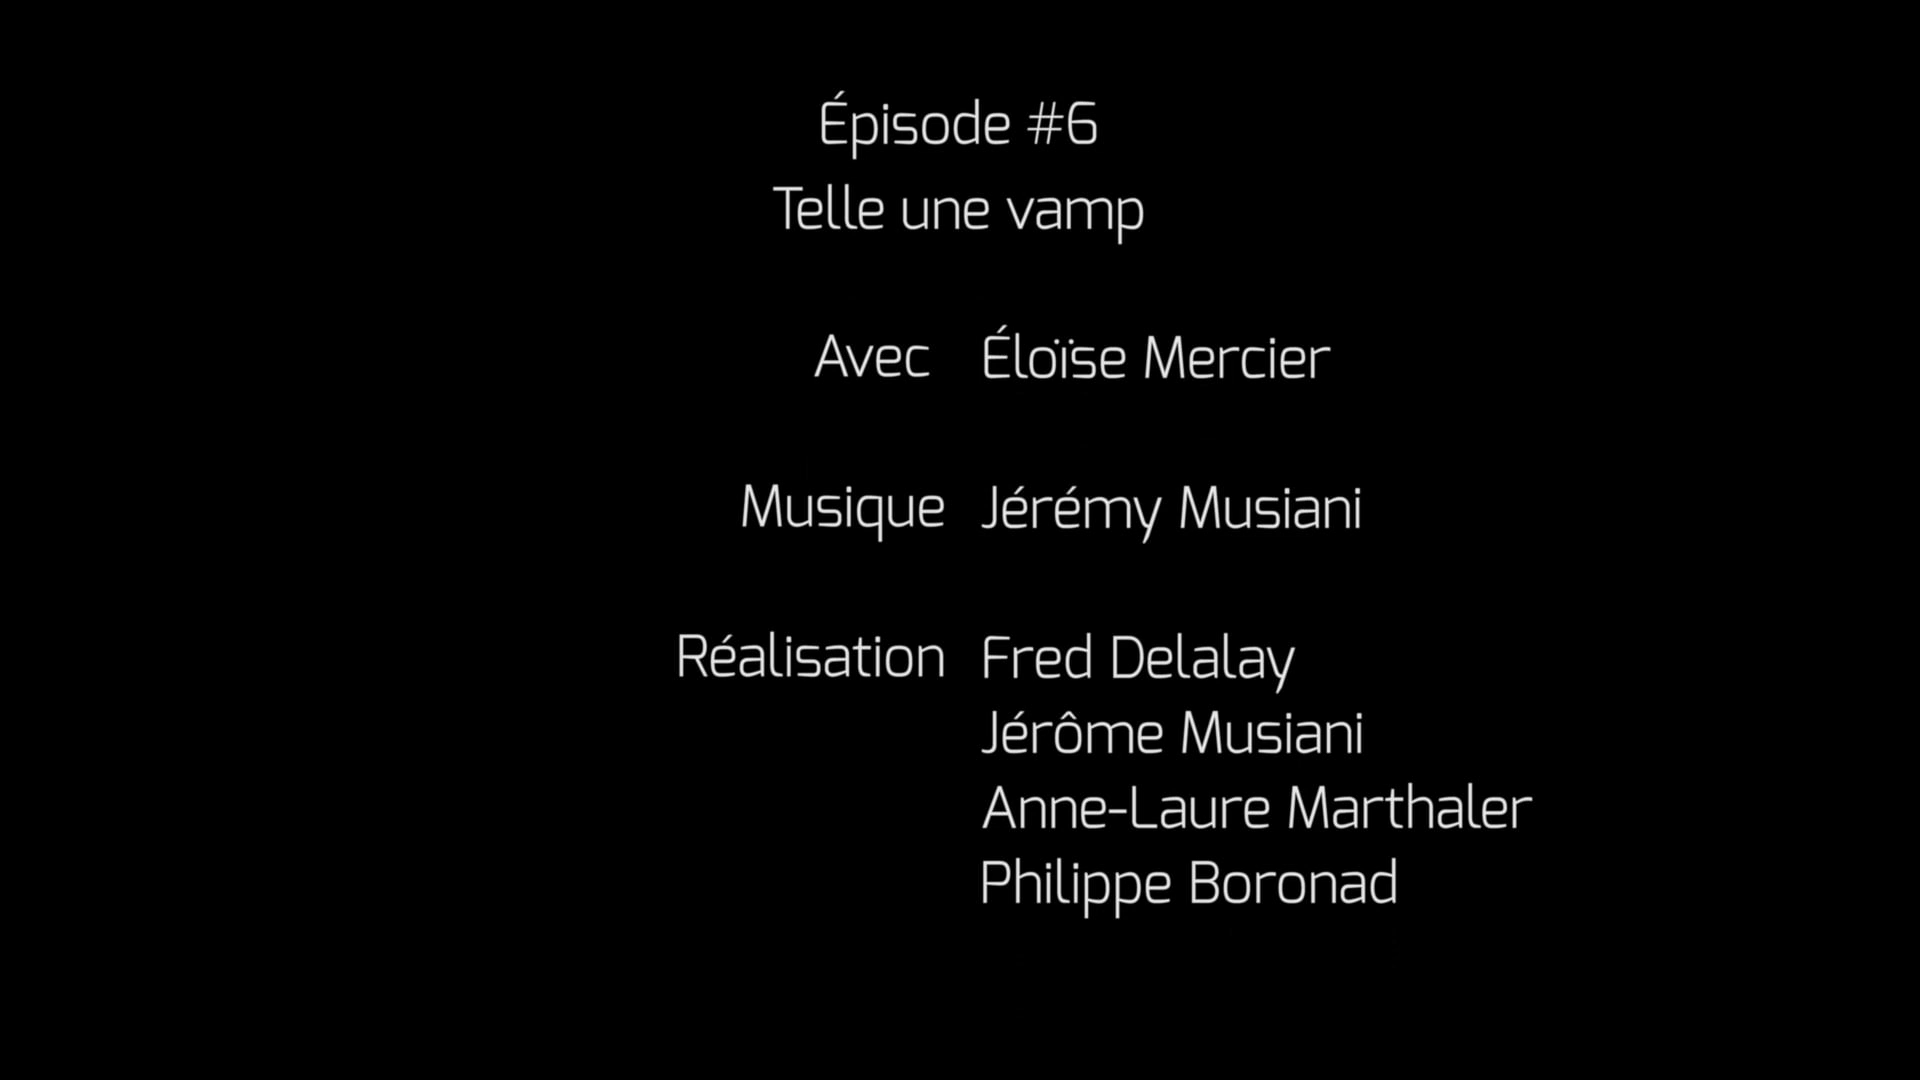 Épisode #6
Telle une vamp
Avec Éloïse Mercier
Musique Jérémy Musiani
Réalisation Fred Delalay
Jérôme Musiani
Anne-Laure Marthaler
Philippe Boronad